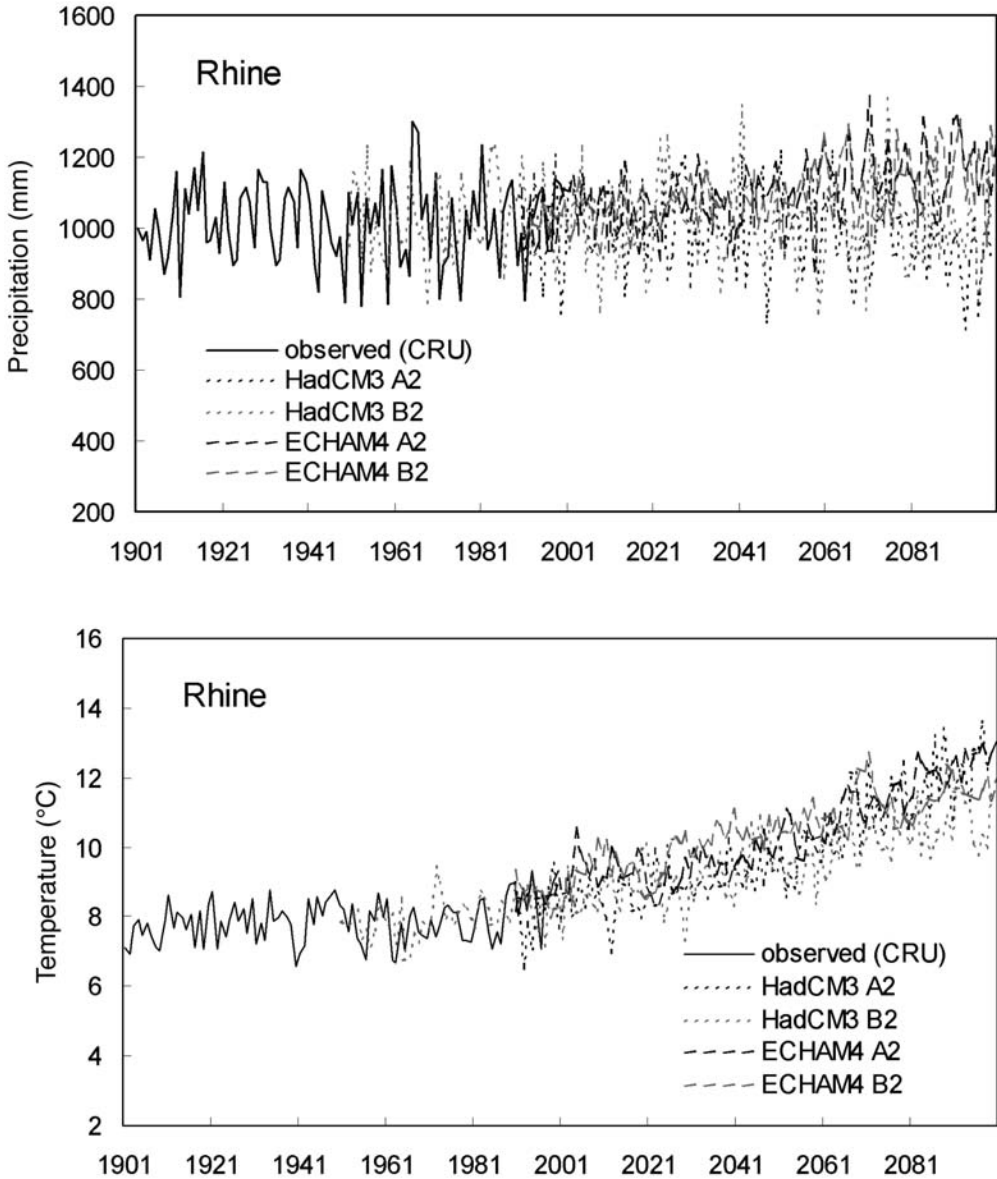 1600
1400
1200
1000
800
600
400
200
Precipitation (mm)
Rhine
observed (CRU)
HadCM3 A2
HadCM3 B2
ECHAM4 A2
ECHAM4 B2
1901 1921 1941 1961 1981 2001 2021 2041 2061 2081
16
14
12
10
8
6
4
2
Temperature (°C)
Rhine
observed (CRU)
HadCM3 A2
HadCM3 B2
ECHAM4 A2
ECHAM4 B2
1901 1921 1941 1961 1981 2001 2021 2041 2061 2081